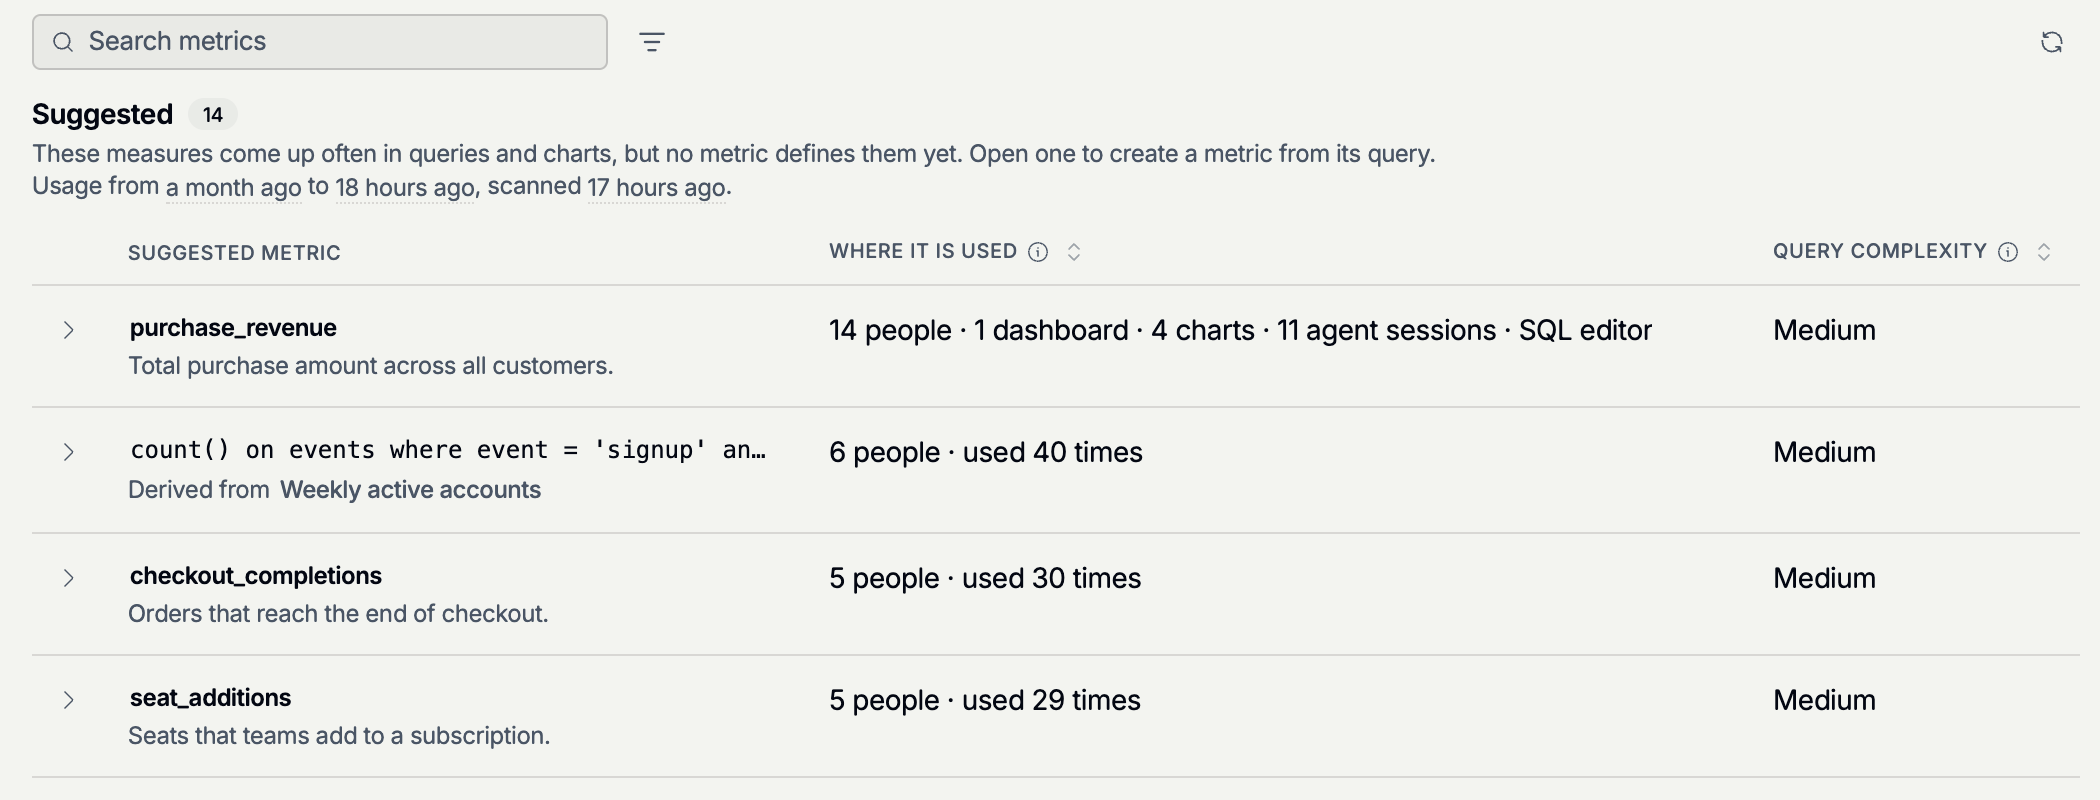 Search metrics
Suggested 14
These measures come up often in queries and charts, but no metric defines them yet. Open one to create a metric from its query.
Usage from a month ago to 18 hours ago, scanned 17 hours ago.
SUGGESTED METRIC WHERE IT IS USED QUERY COMPLEXITY
purchase_revenue 14 people · 1 dashboard · 4 charts · 11 agent sessions · SQL editor Medium
Total purchase amount across all customers.
count() on events where event = 'signup' an… 6 people · used 40 times Medium
Derived from Weekly active accounts
checkout_completions 5 people · used 30 times Medium
Orders that reach the end of checkout.
seat_additions 5 people · used 29 times Medium
Seats that teams add to a subscription.